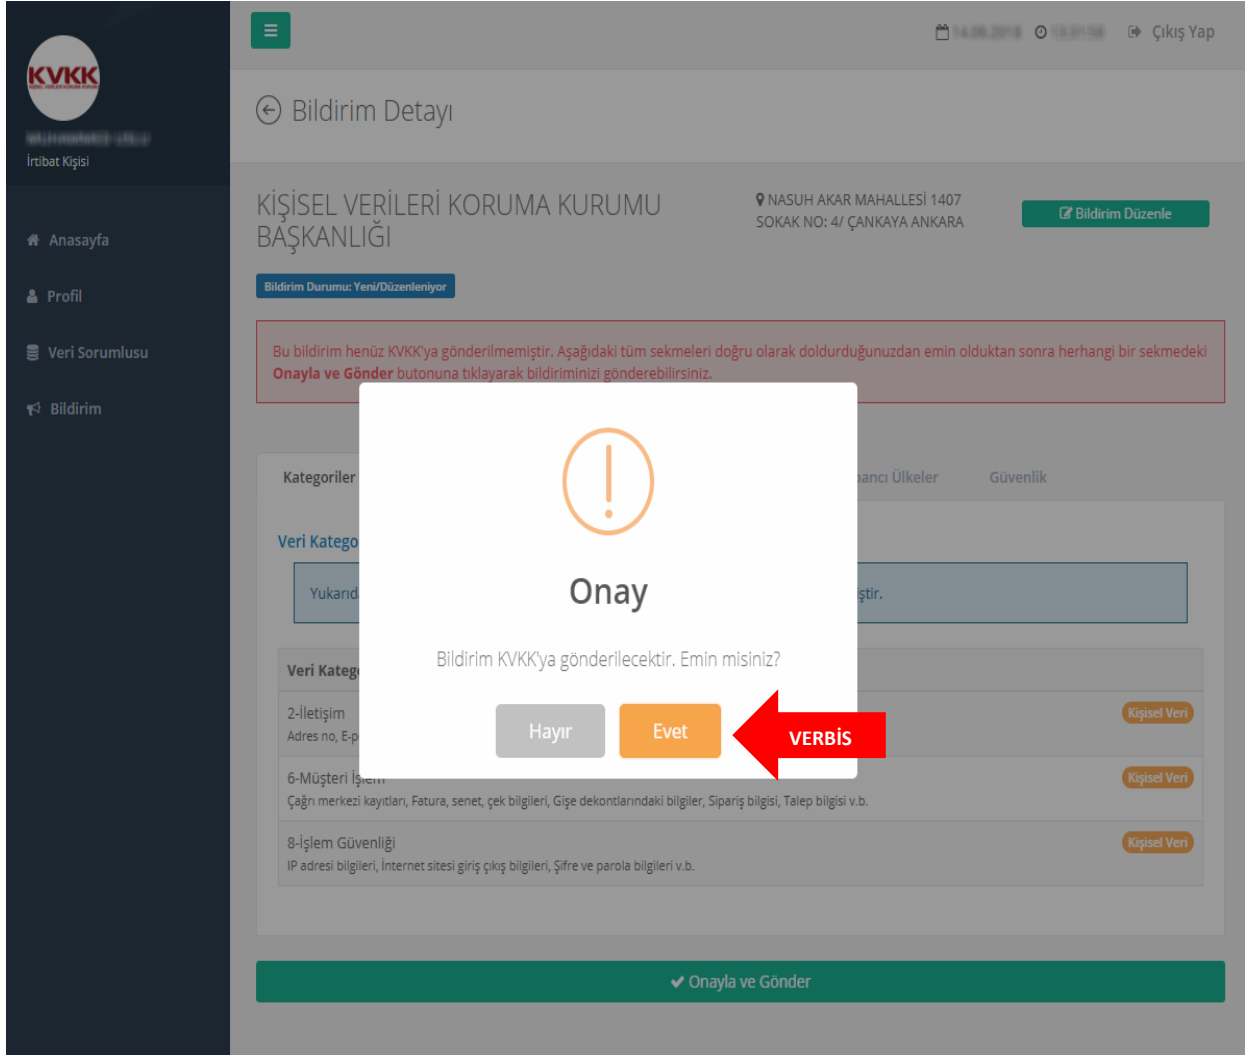 Çıkış Yap
KVKK
İrtibat Kişisi
Anasayfa
Profil
Veri Sorumlusu
Bildirim
Bildirim Detayı
KİŞİSEL VERİLERİ KORUMA KURUMU
BAŞKANLIĞI
NASUH AKAR MAHALLESİ 1407
SOKAK NO: 4/ ÇANKAYA ANKARA
Bildirim Düzenle
Bildirim Durumu: Yeni/Düzenleniyor
Bu bildirim henüz KVKK'ya gönderilmemiştir. Aşağıdaki tüm sekmeleri doğru olarak doldurduğunuzdan emin olduktan sonra herhangi bir sekmedeki
Onayla ve Gönder butonuna tıklayarak bildiriminizi gönderebilirsiniz.
Kategoriler
Ülkeler
Güvenlik
Veri
Onay
Bildirim KVKK'ya gönderilecektir. Emin misiniz?
Hayır
Evet
VERBİS
Veri
2-İletişim
Adres no,
Kişisel Veri
6-Müşteri İşlem
Çağrı merkezi kayıtları, Fatura, senet, çek bilgileri, Gişe dekontlarındaki bilgiler, Sipariş bilgisi, Talep bilgisi v.b.
Kişisel Veri
8-İşlem Güvenliği
IP adresi bilgileri, İnternet sitesi giriş çıkış bilgileri, Şifre ve parola bilgileri v.b.
Kişisel Veri
Onayla ve Gönder